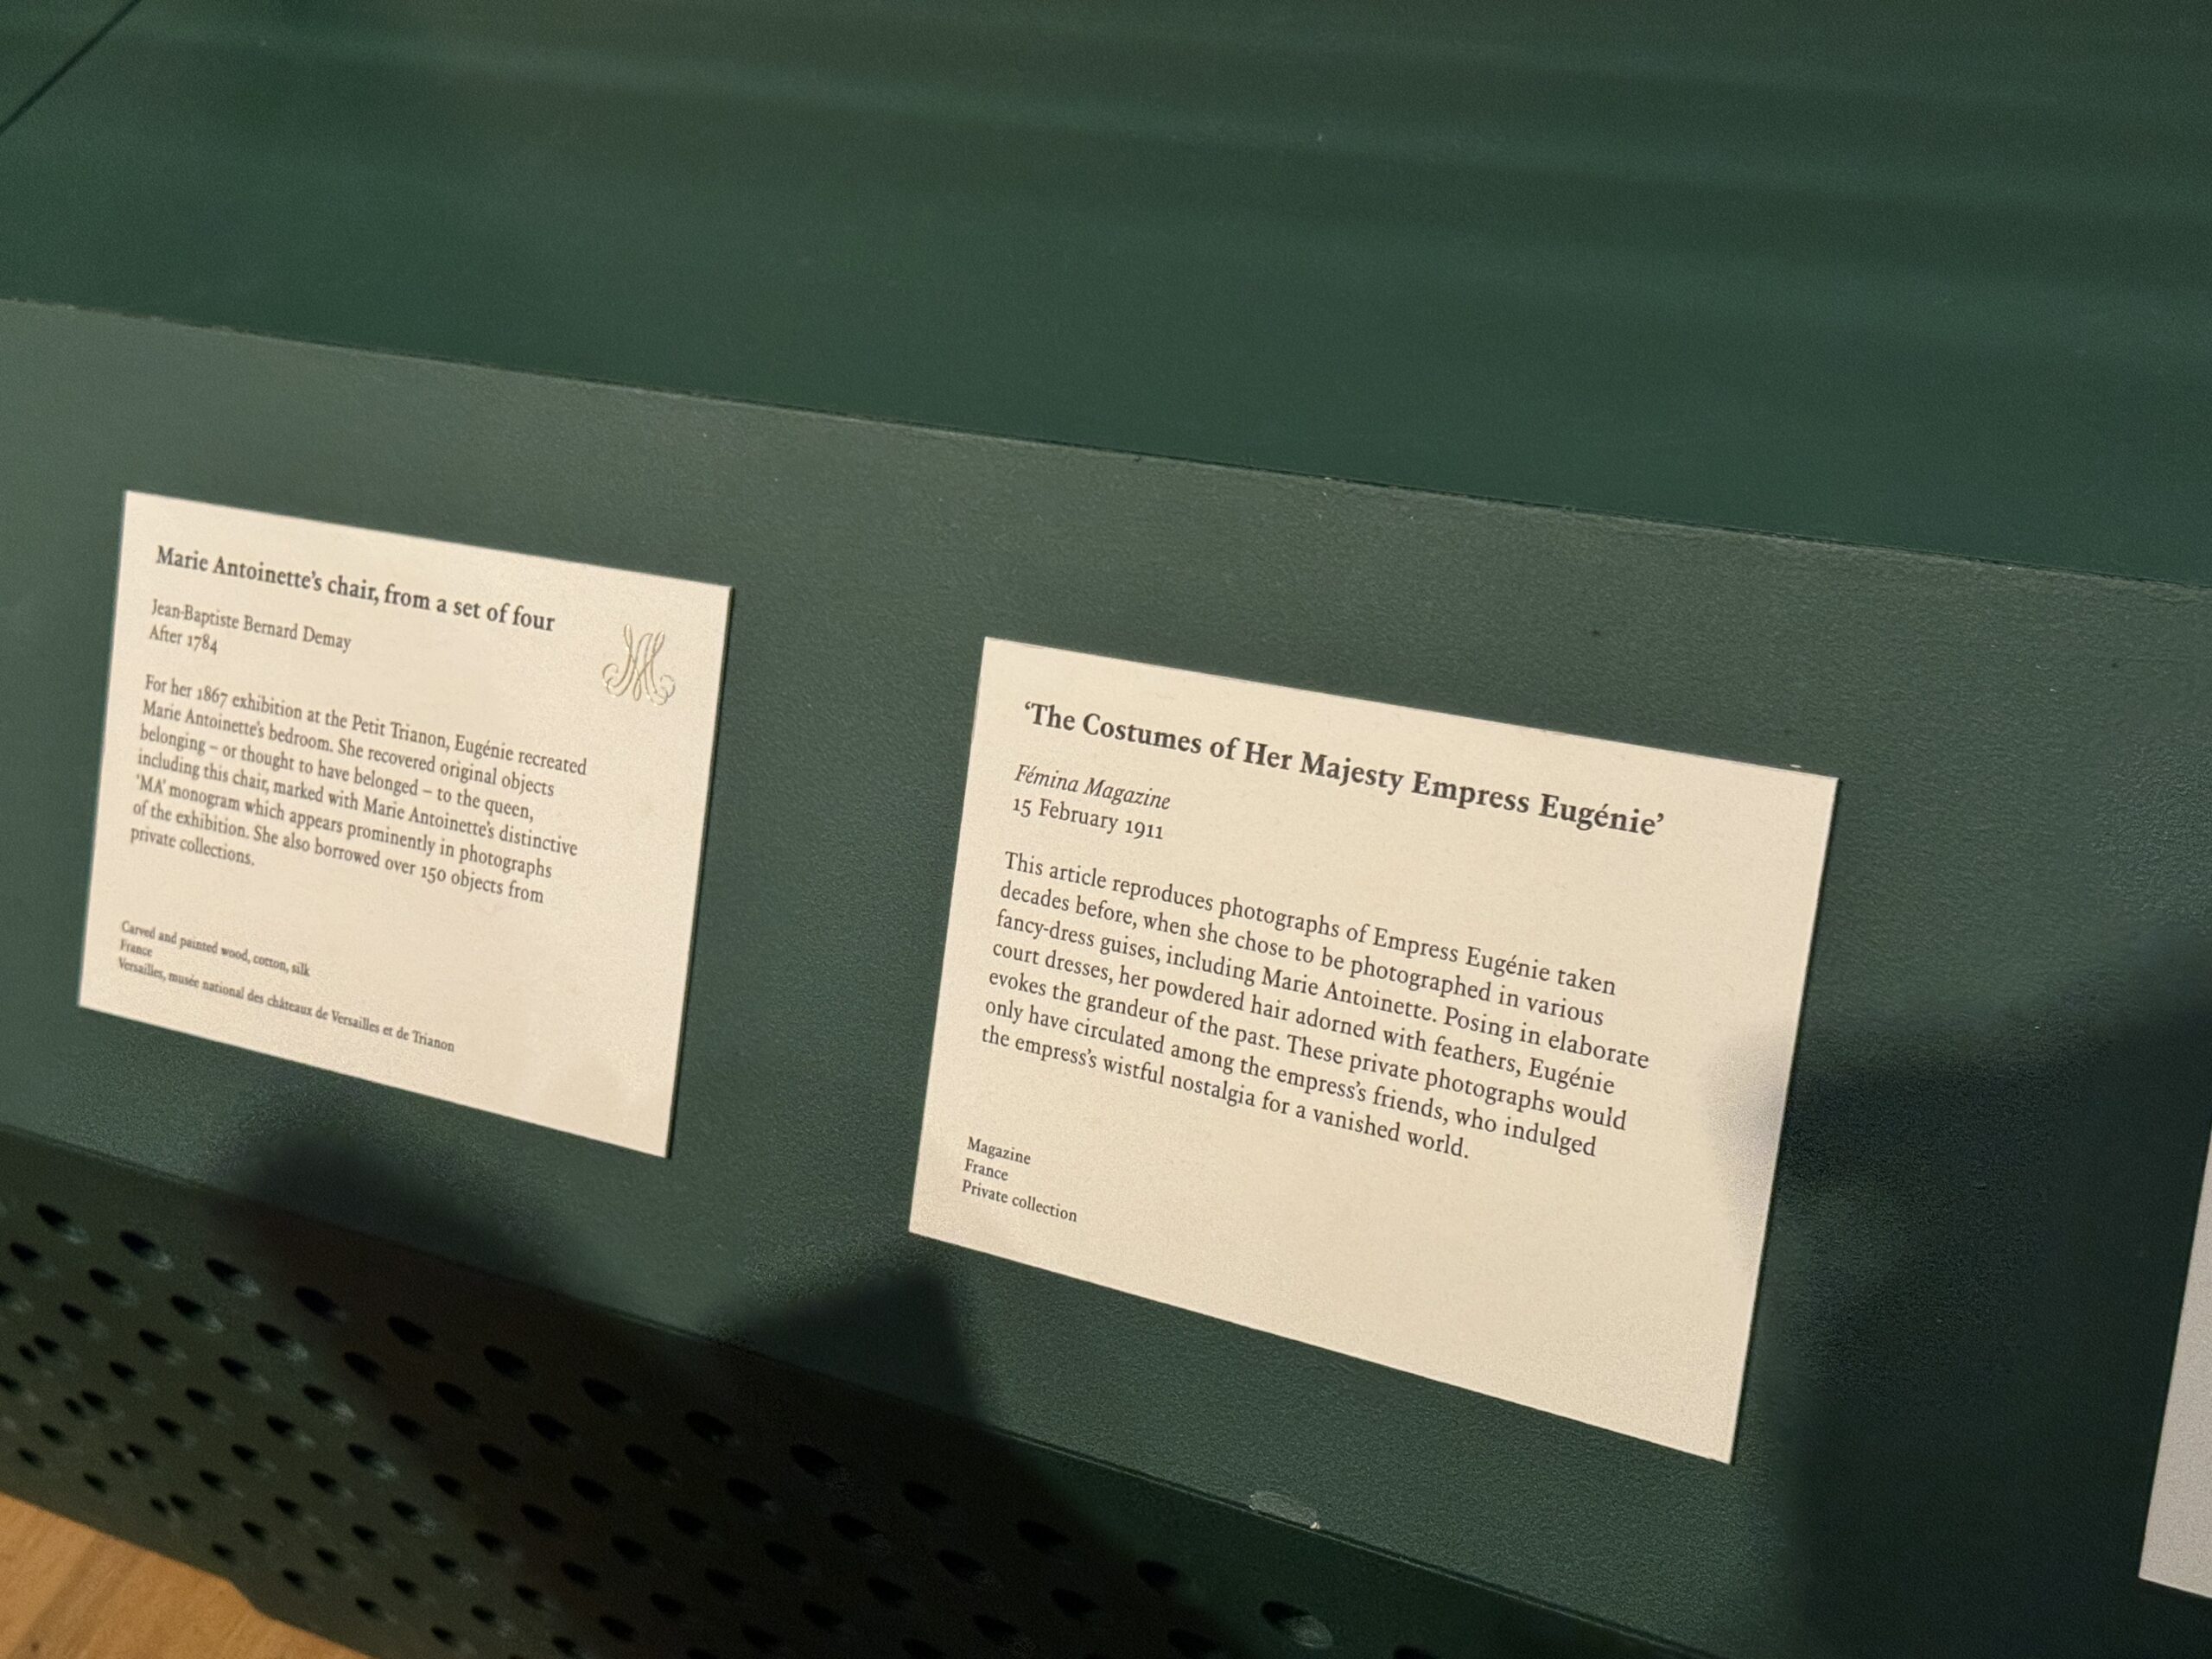 Marie Antoinette's chair, from a set of four
Jean-Baptiste Bernard Demay
After 1784
MA
For her 1867 exhibition at the Petit Trianon, Eugénie recreated
Marie Antoinette's bedroom. She recovered original objects
belonging – or thought to have belonged – to the queen,
including this chair, marked with Marie Antoinette's distinctive
'MA' monogram which appears prominently in photographs
of the exhibition. She also borrowed over 150 objects from
private collections.
Carved and painted wood, cotton, silk
France
Versailles, musée national des châteaux de Versailles et de Trianon
'The Costumes of Her Majesty Empress Eugénie'
Fémina Magazine
15 February 1911
This article reproduces photographs of Empress Eugénie taken
decades before, when she chose to be photographed in various
fancy-dress guises, including Marie Antoinette. Posing in elaborate
court dresses, her powdered hair adorned with feathers, Eugénie
evokes the grandeur of the past. These private photographs would
only have circulated among the empress's friends, who indulged
the empress's wistful nostalgia for a vanished world.
Magazine
France
Private collection